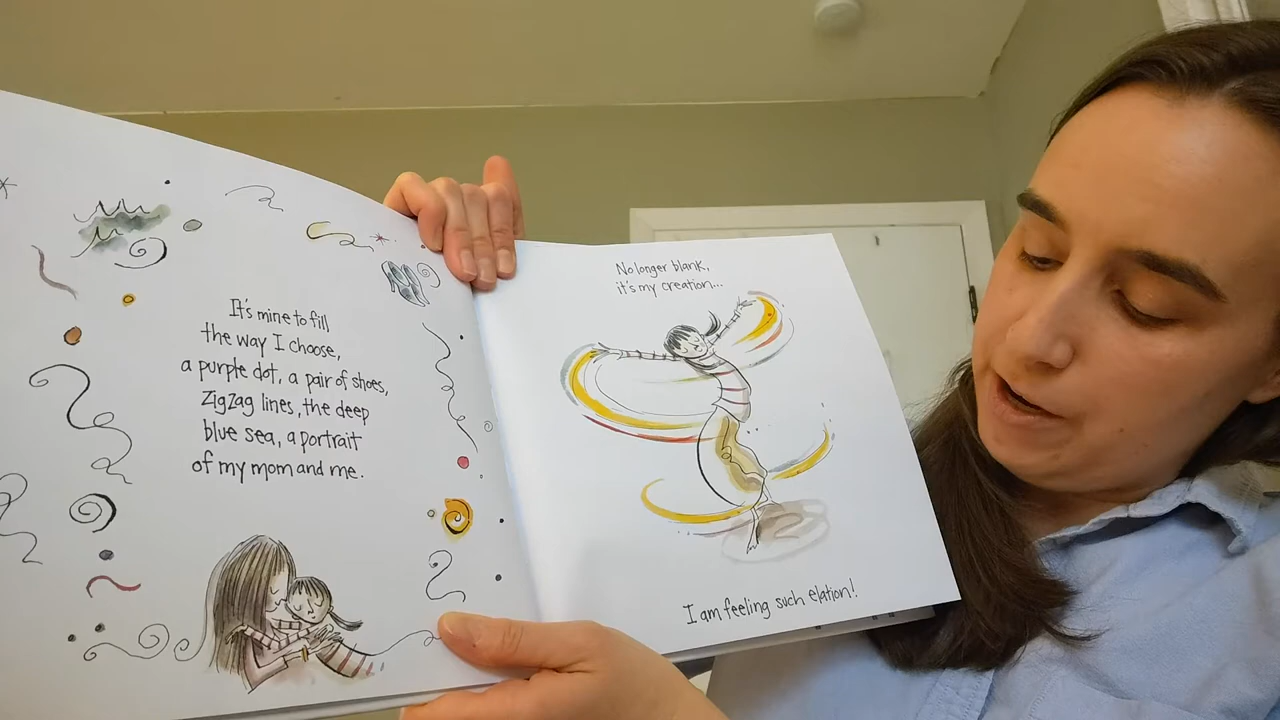 It's mine to fill
the way I choose,
a purple dot, a pair of shoes,
Zigzag lines, the deep
blue sea, a portrait
of my mom and me.
No longer blank,
it's my creation...
I am feeling such elation!